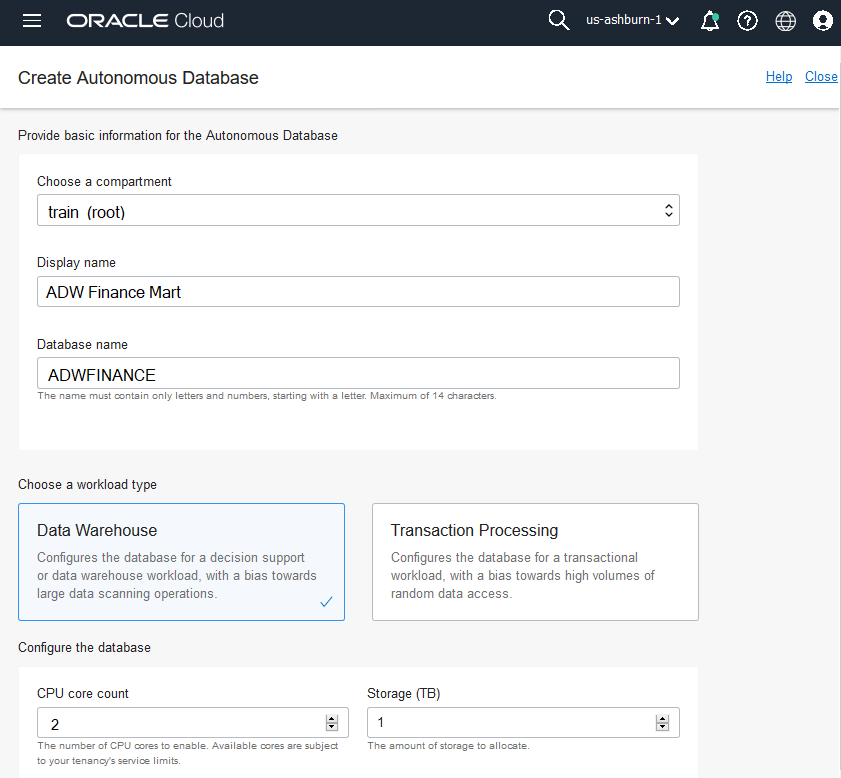 ORACLE Cloud
us-ashburn-1
Create Autonomous Database
Help Close
Provide basic information for the Autonomous Database
Choose a compartment
train (root)
Display name
ADW Finance Mart
Database name
ADWFINANCE
The name must contain only letters and numbers, starting with a letter. Maximum of 14 characters.
Choose a workload type
Data Warehouse
Configures the database for a decision support
or data warehouse workload, with a bias towards
large data scanning operations.
Transaction Processing
Configures the database for a transactional
workload, with a bias towards high volumes of
random data access.
Configure the database
CPU core count
2
The number of CPU cores to enable. Available cores are subject
to your tenancy's service limits.
Storage (TB)
1
The amount of storage to allocate.